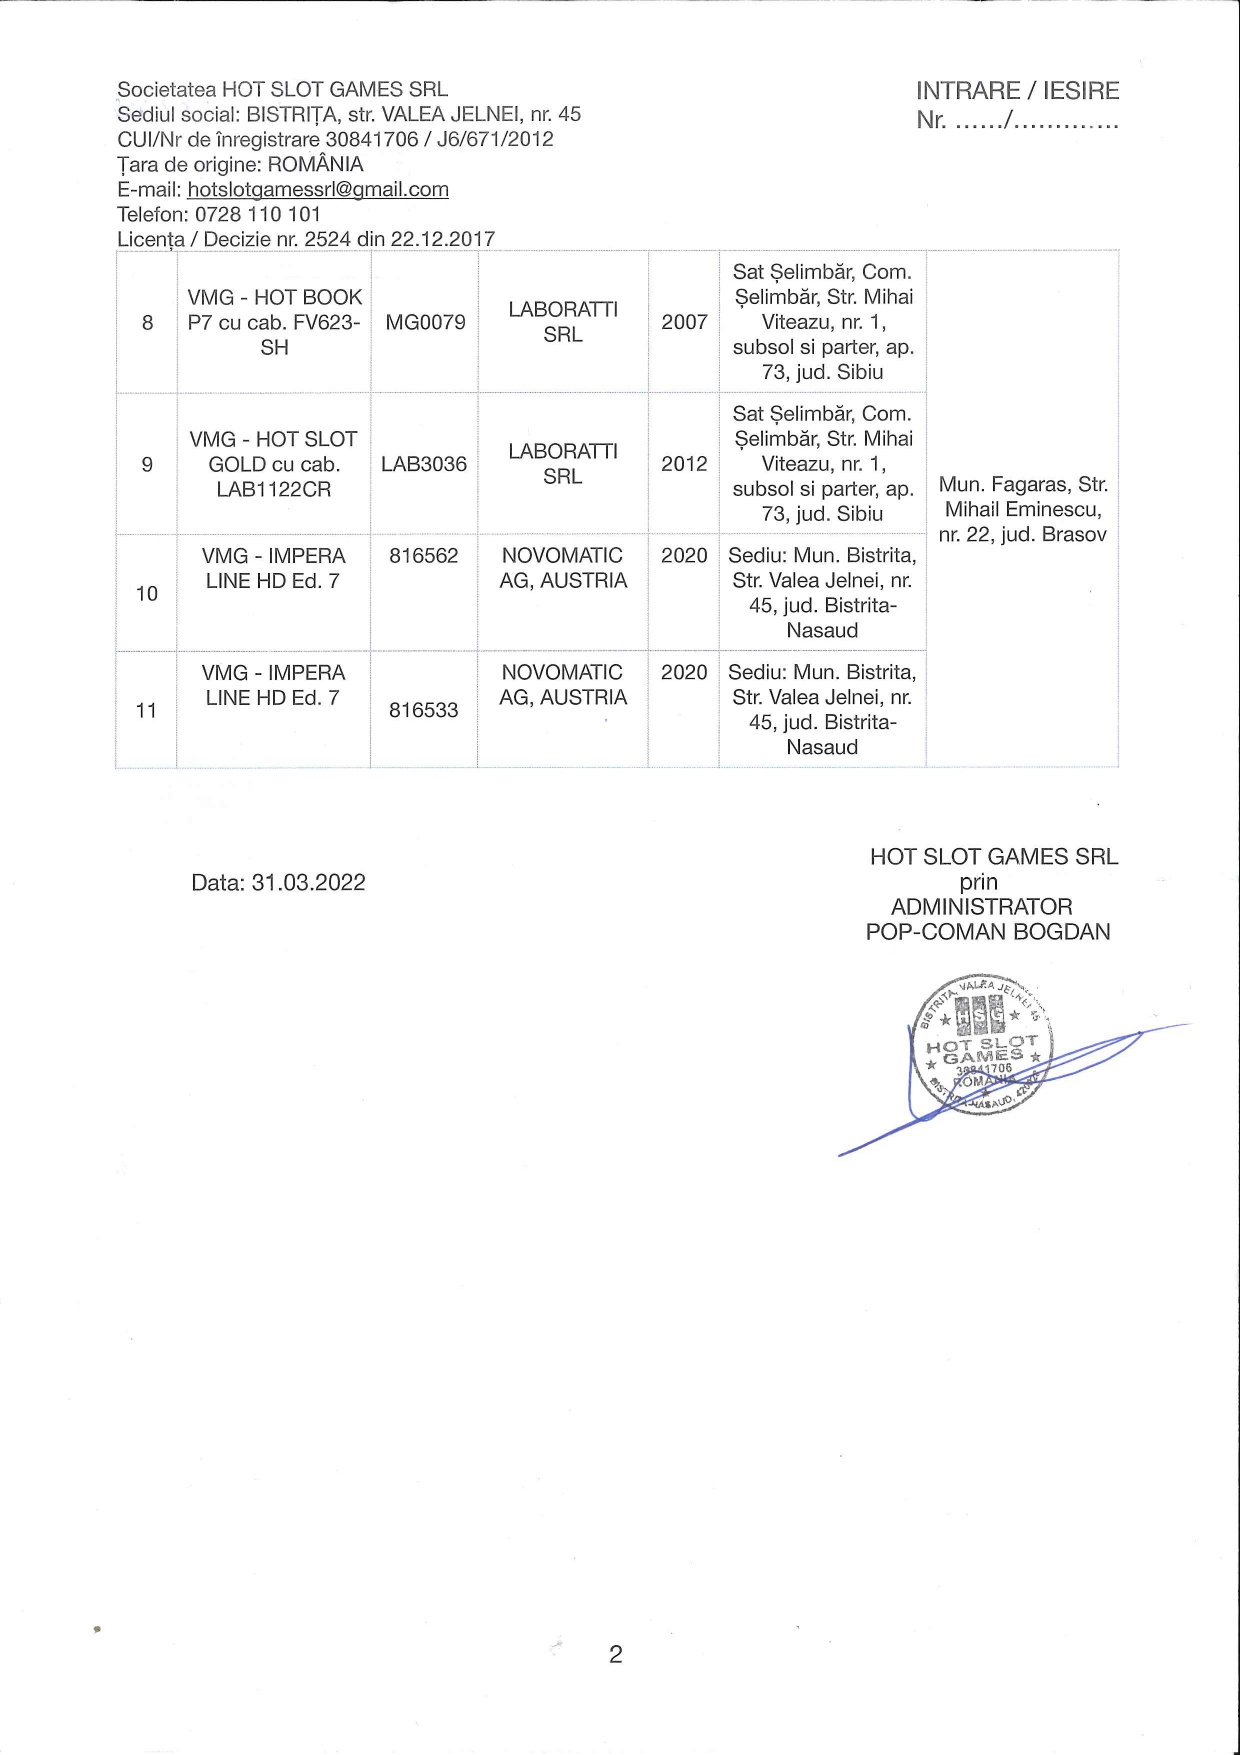 Societatea HOT SLOT GAMES SRL
Sediul social: BISTRIȚA, str. VALEA JELNEI, nr. 45
CUI/Nr de înregistrare 30841706 / J6/671/2012
Țara de origine: ROMÂNIA
E-mail: hotslotgamessrl@gmail.com
Telefon: 0728 110 101
Licența / Decizie nr. 2524 din 22.12.2017
INTRARE / IESIRE
Nr. ....../.............
8
VMG - HOT BOOK
P7 cu cab. FV623-
SH
MG0079
LABORATTI
SRL
2007
Sat Șelimbăr, Com.
Șelimbăr, Str. Mihai
Viteazu, nr. 1,
subsol si parter, ap.
73, jud. Sibiu
9
VMG - HOT SLOT
GOLD cu cab.
LAB1122CR
LAB3036
LABORATTI
SRL
2012
Sat Șelimbăr, Com.
Șelimbăr, Str. Mihai
Viteazu, nr. 1,
subsol si parter, ap.
73, jud. Sibiu
Mun. Fagaras, Str.
Mihail Eminescu,
nr. 22, jud. Brasov
10
VMG - IMPERA
LINE HD Ed. 7
816562
NOVOMATIC
AG, AUSTRIA
2020
Sediu: Mun. Bistrita,
Str. Valea Jelnei, nr.
45, jud. Bistrita-
Nasaud
11
VMG - IMPERA
LINE HD Ed. 7
816533
NOVOMATIC
AG, AUSTRIA
2020
Sediu: Mun. Bistrita,
Str. Valea Jelnei, nr.
45, jud. Bistrita-
Nasaud
Data: 31.03.2022
HOT SLOT GAMES SRL
prin
ADMINISTRATOR
POP-COMAN BOGDAN
BISTRITA, VALEA JELNEI 45
HSG
HOT SLOT
GAMES
30841706
ROMANIA
BISTRITA-NASAUD,
2